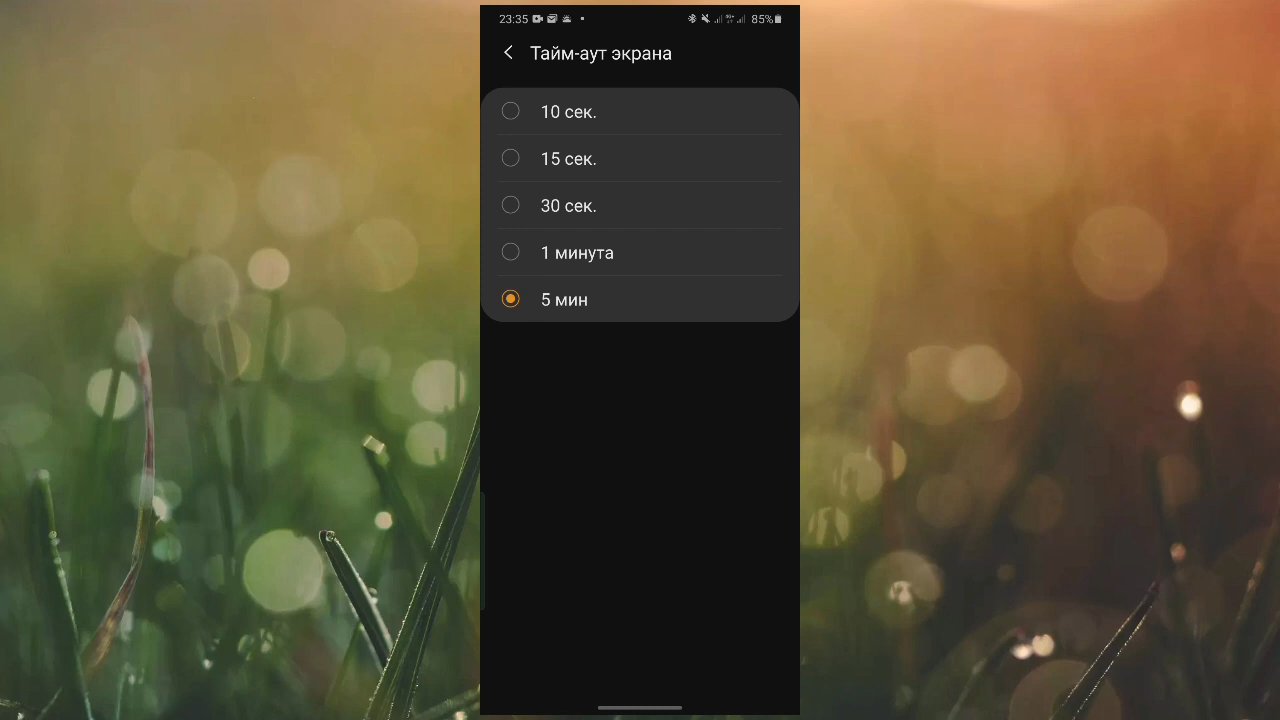 23:35 85%
Тайм-аут экрана
10 сек.
15 сек.
30 сек.
1 минута
5 мин